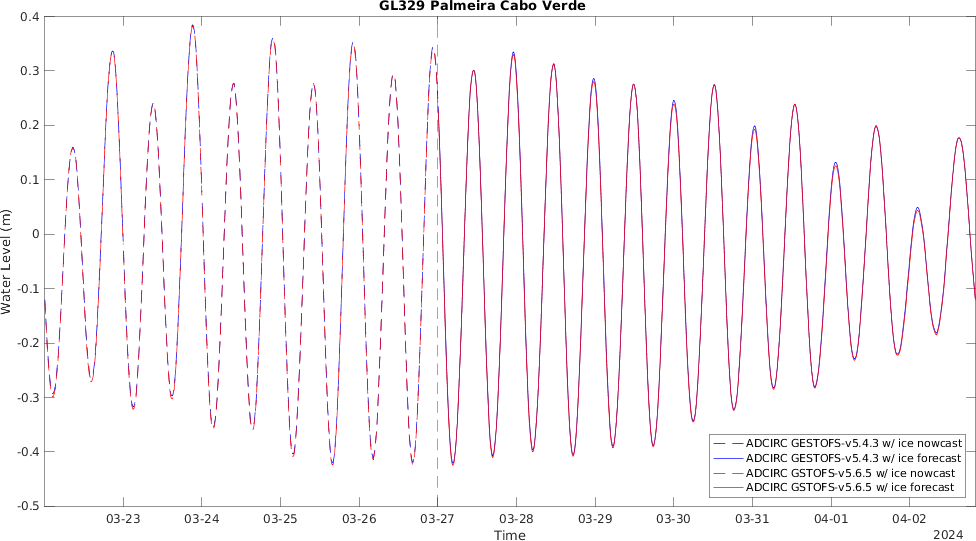 GL329 Palmeira Cabo Verde
0.4
0.3
0.2
0.1
0
-0.1
-0.2
-0.3
-0.4
-0.5
Water Level (m)
ADCIRC GESTOFS-v5.4.3 w/ ice nowcast
ADCIRC GESTOFS-v5.4.3 w/ ice forecast
ADCIRC GSTOFS-v5.6.5 w/ ice nowcast
ADCIRC GSTOFS-v5.6.5 w/ ice forecast
03-23 03-24 03-25 03-26 03-27 03-28 03-29 03-30 03-31 04-01 04-02
Time
2024